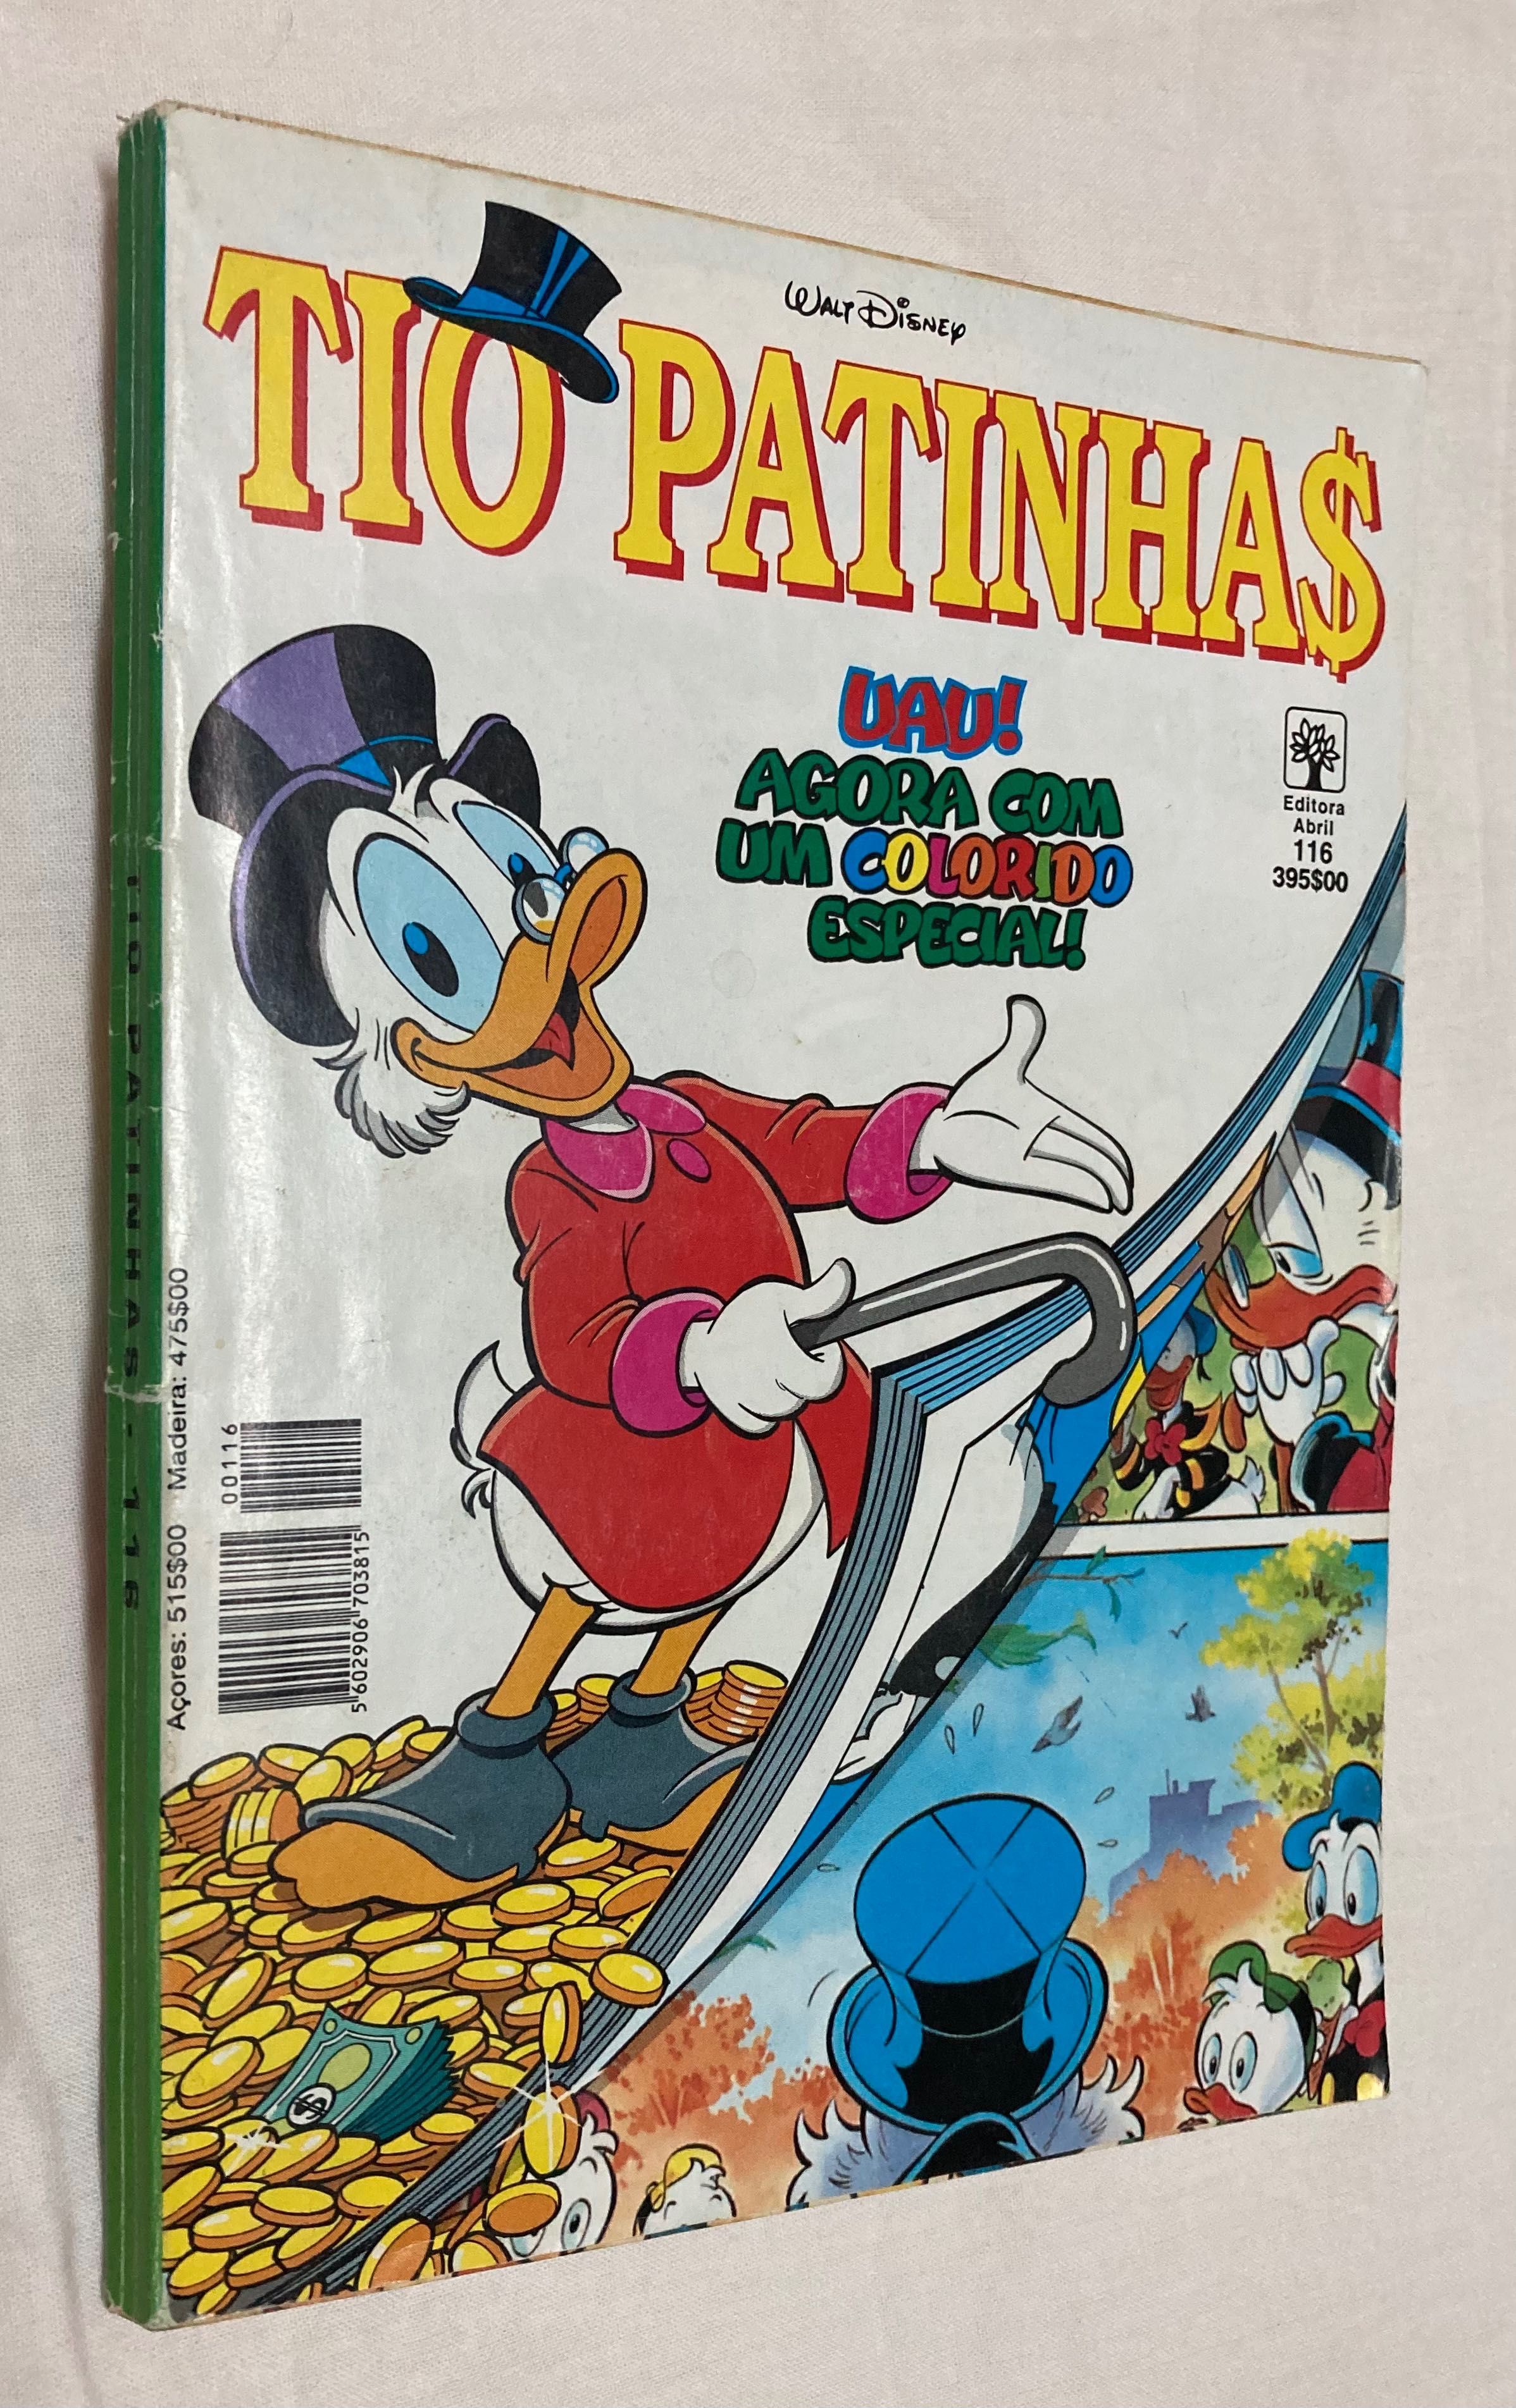 WALT DISNEY
TIO PATINHA$
UAU!
AGORA COM
UM COLORIDO
ESPECIAL!
Editora
Abril
116
395$00
TIO PATINHAS - 116
Açores: 515$00 Madeira: 475$00
00116
5 602906 703815
$